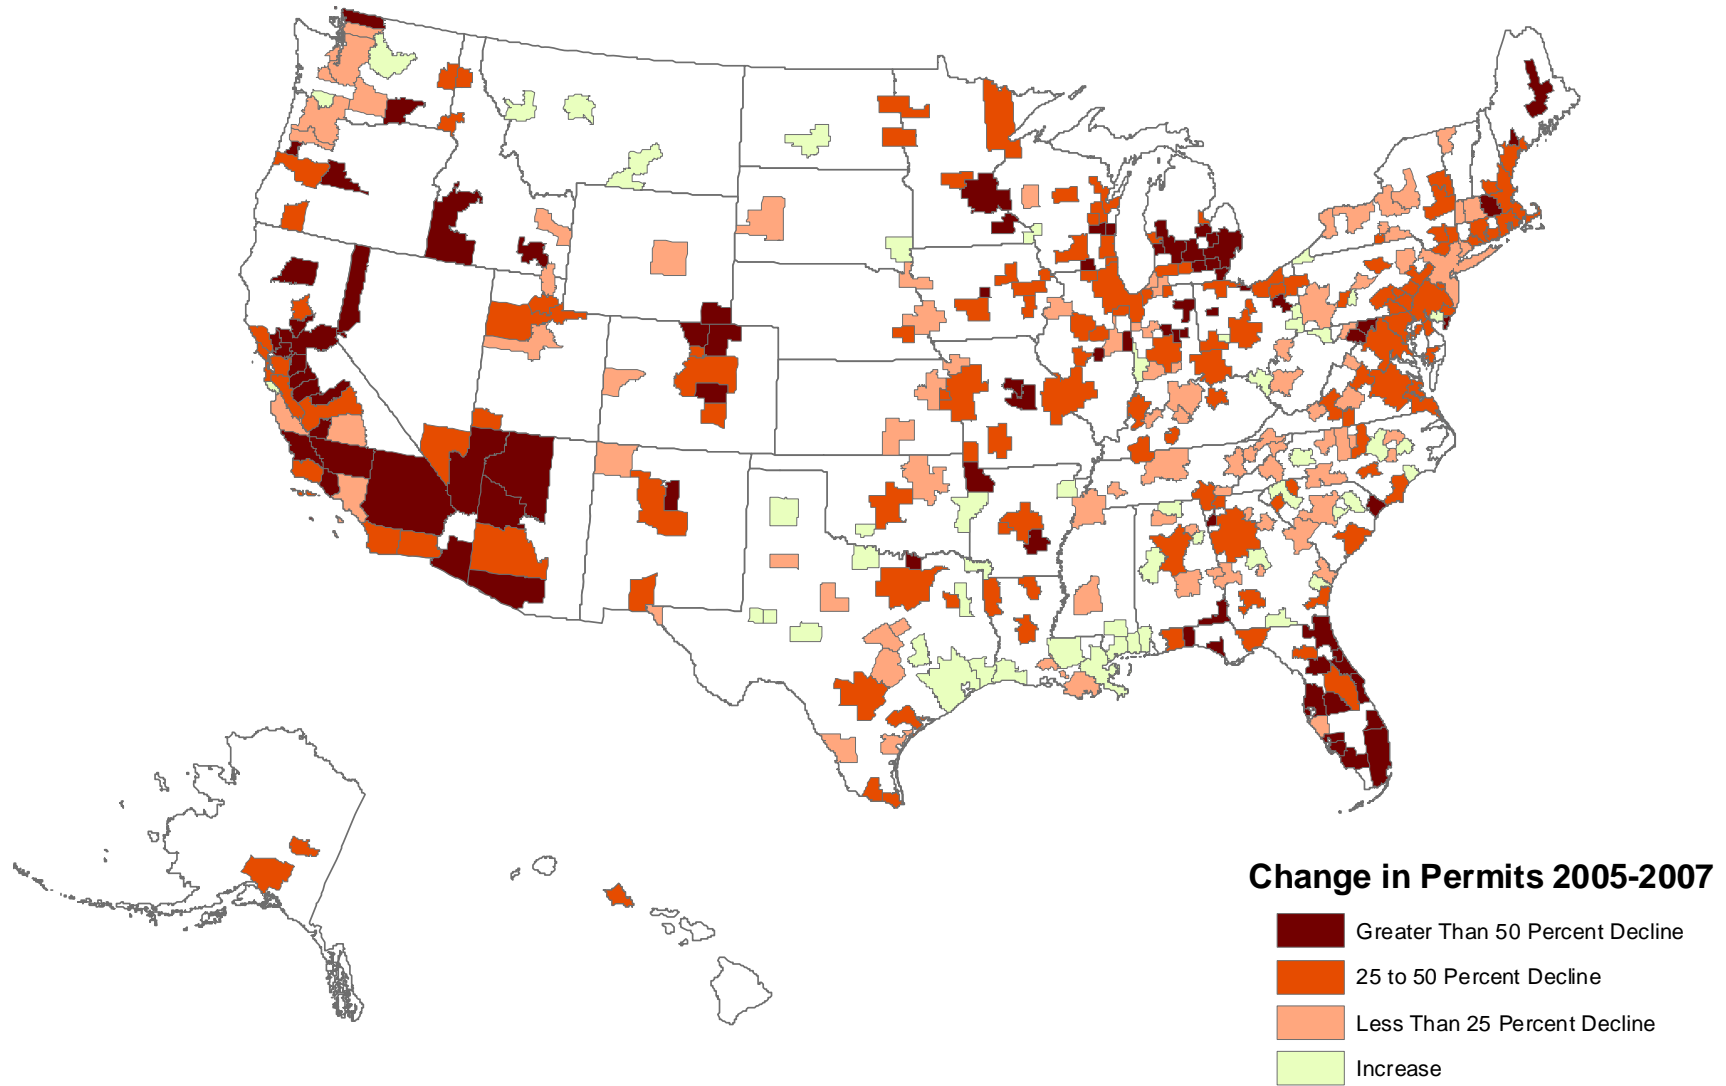 Change in Permits 2005-2007
Greater Than 50 Percent Decline
25 to 50 Percent Decline
Less Than 25 Percent Decline
Increase